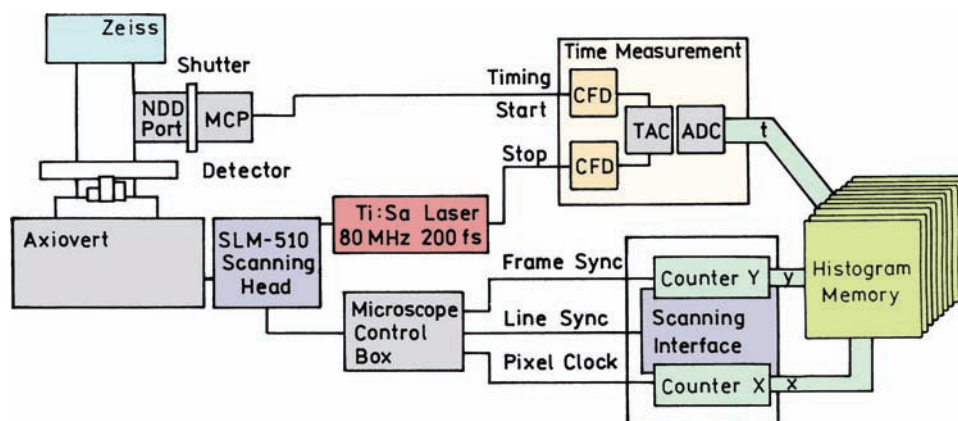 Zeiss
Shutter
NDD
Port
MCP
Detector
Axiovert
SLM-510
Scanning
Head
Ti:Sa Laser
80 MHz 200 fs
Microscope
Control
Box
Timing
Start
Stop
Time Measurement
CFD
CFD
TAC
ADC
t
Frame Sync
Line Sync
Pixel Clock
Counter Y
y
Scanning
Interface
Counter X
x
Histogram
Memory